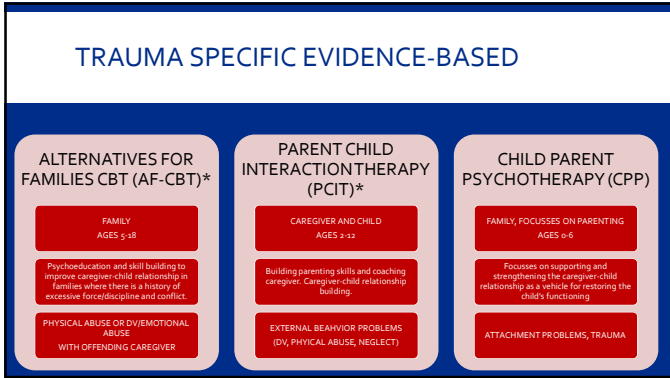 TRAUMA SPECIFIC EVIDENCE-BASED
ALTERNATIVES FOR
FAMILIES CBT (AF-CBT)*
FAMILY
AGES 5-18
Psychoeducation and skill building to
improve caregiver-child relationship in
families where there is a history of
excessive force/discipline and conflict.
PHYSICAL ABUSE OR DV/EMOTIONAL
ABUSE
WITH OFFENDING CAREGIVER
PARENT CHILD
INTERACTION THERAPY
(PCIT)*
CAREGIVER AND CHILD
AGES 2-12
Building parenting skills and coaching
caregiver. Caregiver-child relationship
building.
EXTERNAL BEAHVIOR PROBLEMS
(DV, PHYICAL ABUSE, NEGLECT)
CHILD PARENT
PSYCHOTHERAPY (CPP)
FAMILY, FOCUSSES ON PARENTING
AGES 0-6
Focusses on supporting and
strengthening the caregiver-child
relationship as a vehicle for restoring the
child's functioning
ATTACHMENT PROBLEMS, TRAUMA